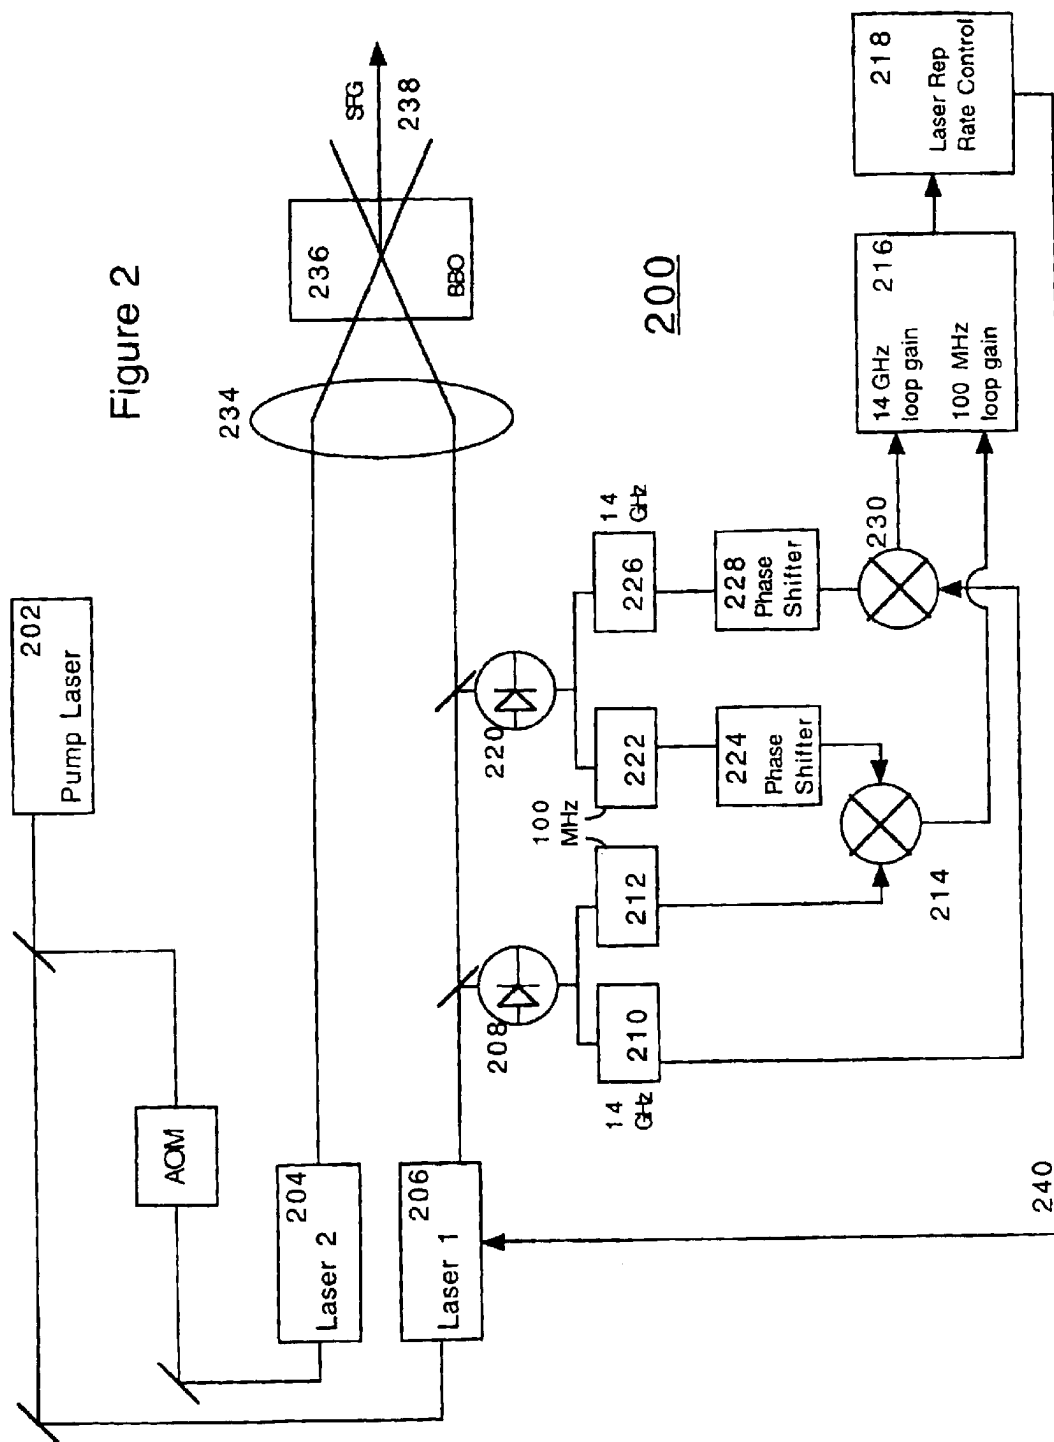 Figure 2
202
Pump Laser
AOM
204
Laser 2
206
Laser 1
234
236
BBO
SFG
238
200
208
220
14
GHz
210
212
100
MHz
222
226
14
GHz
224
Phase
Shifter
228
Phase
Shifter
214
230
14 GHz
loop gain
216
100 MHz
loop gain
218
Laser Rep
Rate Control
240